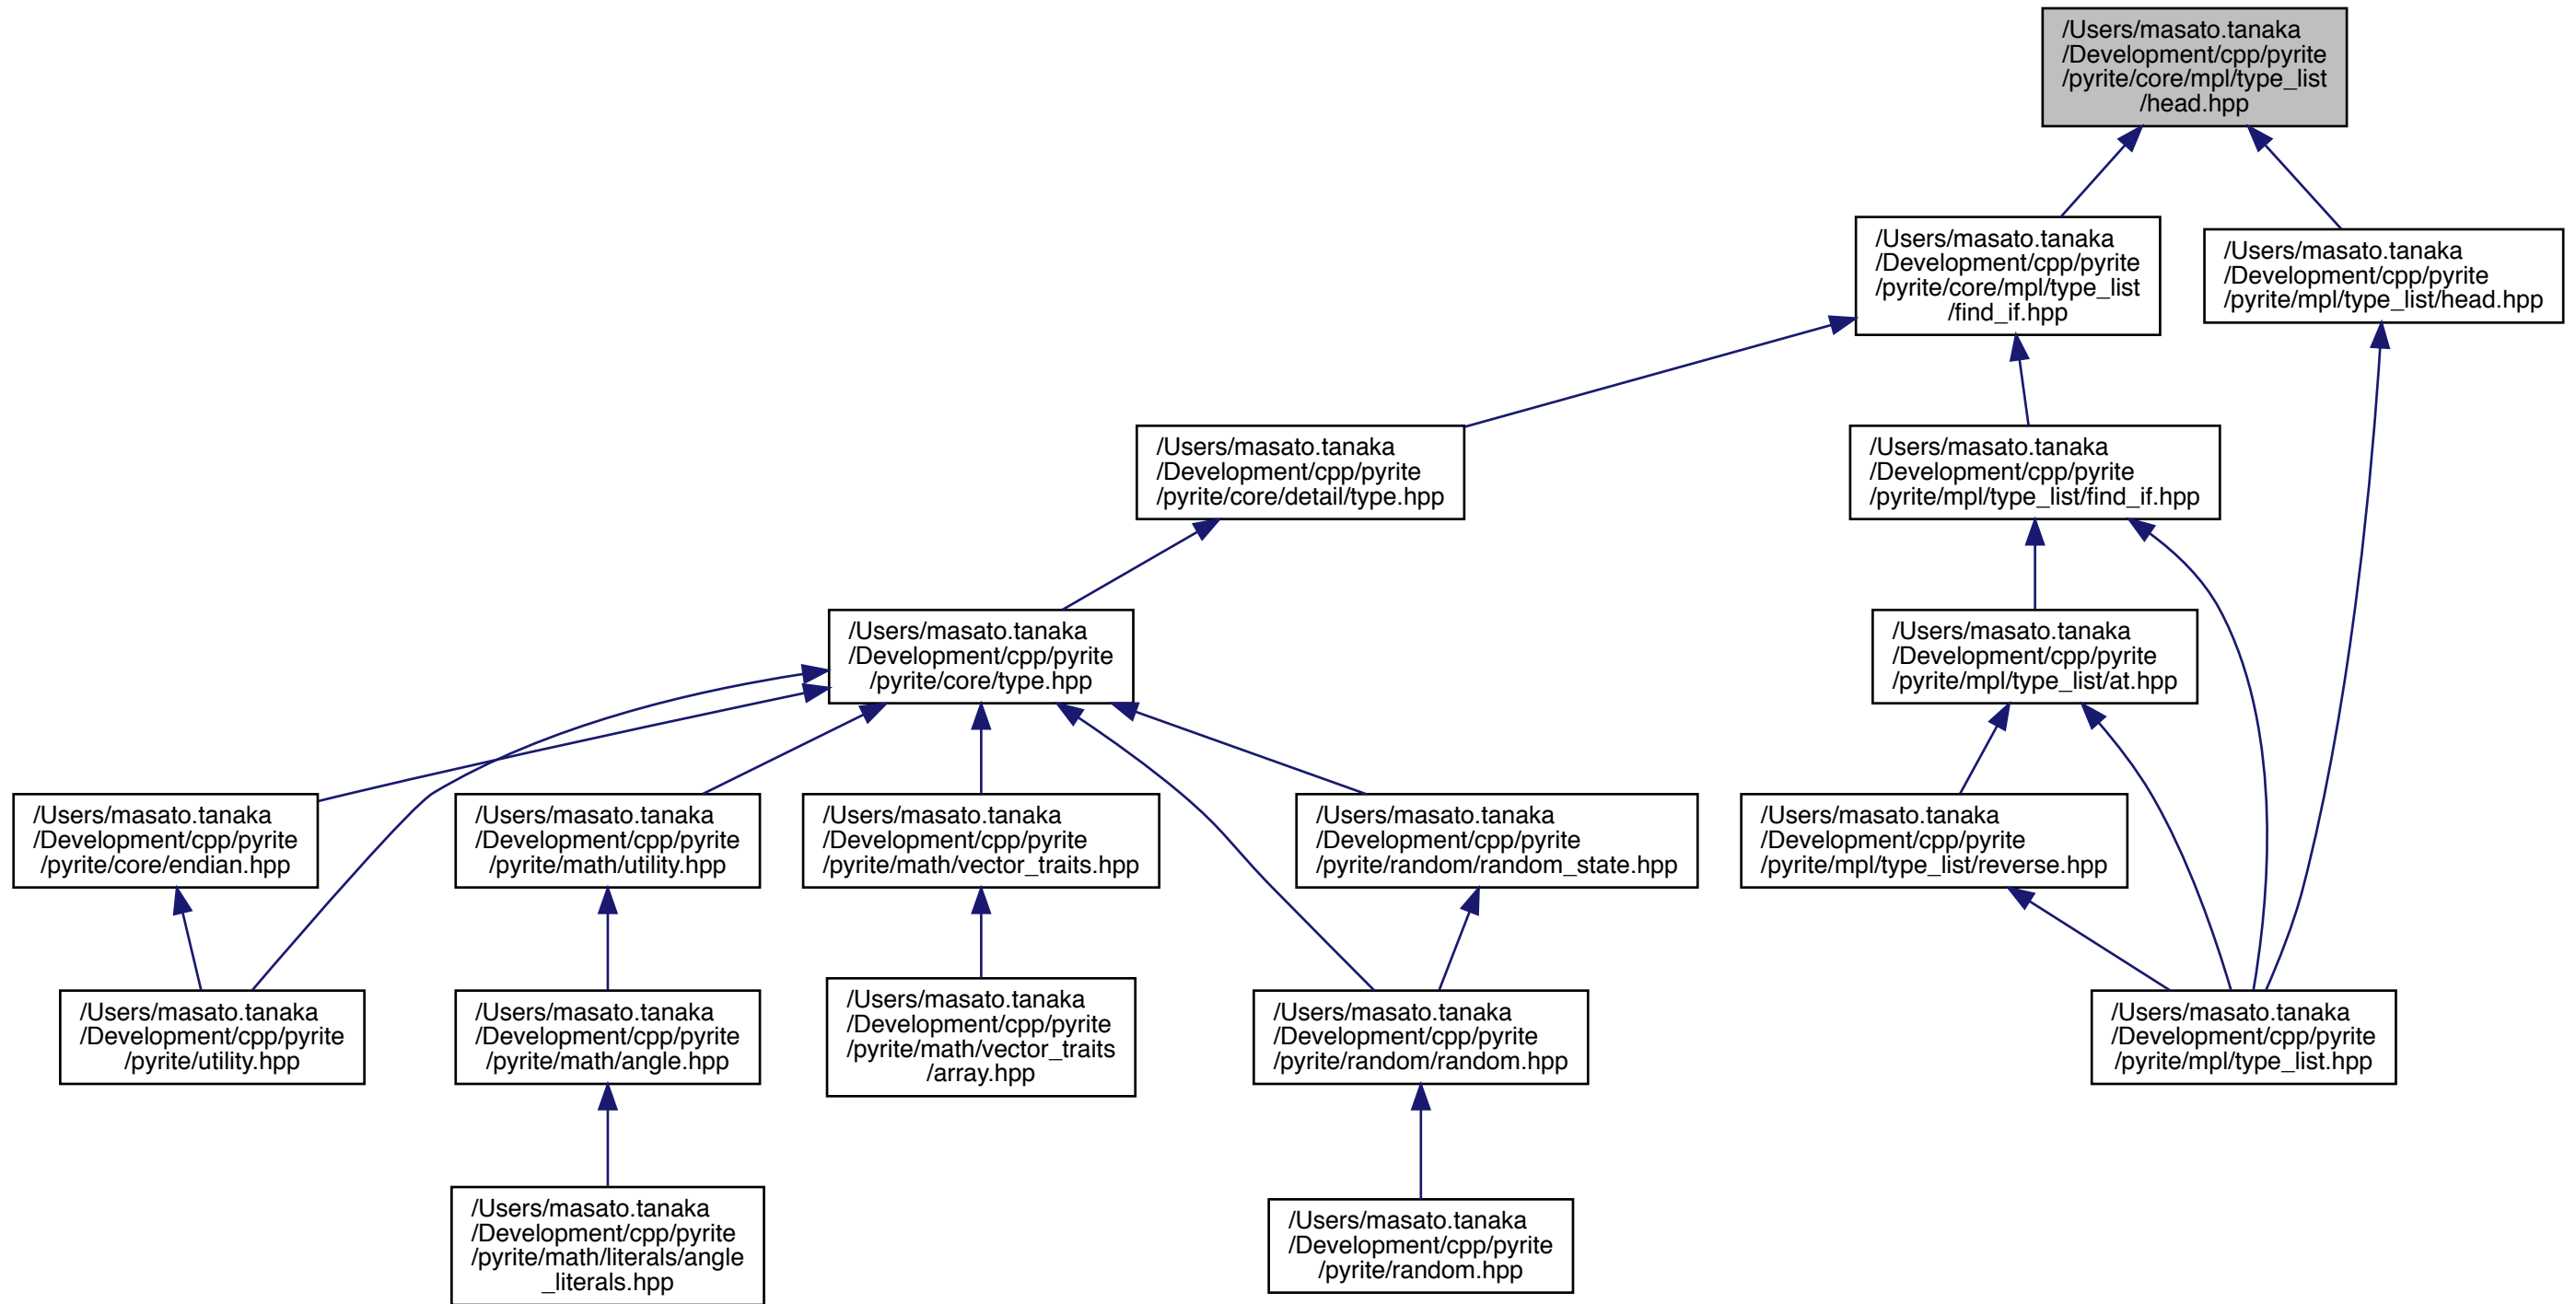 /Users/masato.tanaka
/Development/cpp/pyrite
/pyrite/core/mpl/type_list
/head.hpp
/Users/masato.tanaka
/Development/cpp/pyrite
/pyrite/core/mpl/type_list
/find_if.hpp
/Users/masato.tanaka
/Development/cpp/pyrite
/pyrite/mpl/type_list/head.hpp
/Users/masato.tanaka
/Development/cpp/pyrite
/pyrite/core/detail/type.hpp
/Users/masato.tanaka
/Development/cpp/pyrite
/pyrite/mpl/type_list/find_if.hpp
/Users/masato.tanaka
/Development/cpp/pyrite
/pyrite/core/type.hpp
/Users/masato.tanaka
/Development/cpp/pyrite
/pyrite/mpl/type_list/at.hpp
/Users/masato.tanaka
/Development/cpp/pyrite
/pyrite/core/endian.hpp
/Users/masato.tanaka
/Development/cpp/pyrite
/pyrite/math/utility.hpp
/Users/masato.tanaka
/Development/cpp/pyrite
/pyrite/math/vector_traits.hpp
/Users/masato.tanaka
/Development/cpp/pyrite
/pyrite/random/random_state.hpp
/Users/masato.tanaka
/Development/cpp/pyrite
/pyrite/mpl/type_list/reverse.hpp
/Users/masato.tanaka
/Development/cpp/pyrite
/pyrite/utility.hpp
/Users/masato.tanaka
/Development/cpp/pyrite
/pyrite/math/angle.hpp
/Users/masato.tanaka
/Development/cpp/pyrite
/pyrite/math/vector_traits
/array.hpp
/Users/masato.tanaka
/Development/cpp/pyrite
/pyrite/random/random.hpp
/Users/masato.tanaka
/Development/cpp/pyrite
/pyrite/mpl/type_list.hpp
/Users/masato.tanaka
/Development/cpp/pyrite
/pyrite/math/literals/angle
_literals.hpp
/Users/masato.tanaka
/Development/cpp/pyrite
/pyrite/random.hpp